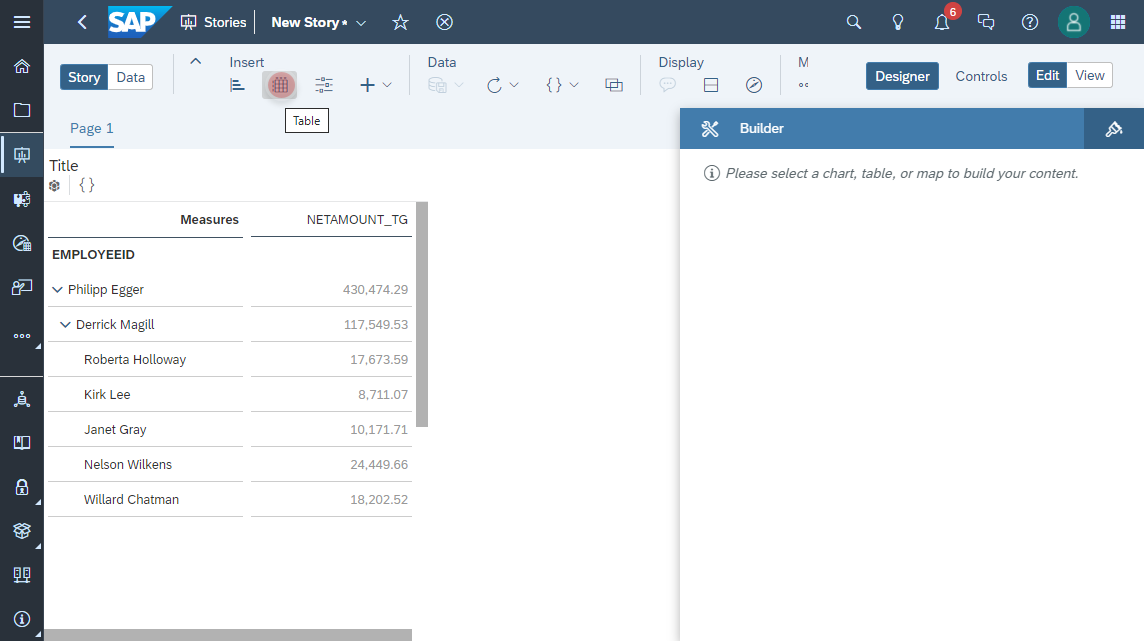 SAP Stories New Story * 6
Insert Data Display M
Story Data Designer Controls Edit View
Table
Page 1
Builder
Title
Please select a chart, table, or map to build your content.
Measures NETAMOUNT_TG
EMPLOYEEID
Philipp Egger 430,474.29
Derrick Magill 117,549.53
Roberta Holloway 17,673.59
Kirk Lee 8,711.07
Janet Gray 10,171.71
Nelson Wilkens 24,449.66
Willard Chatman 18,202.52